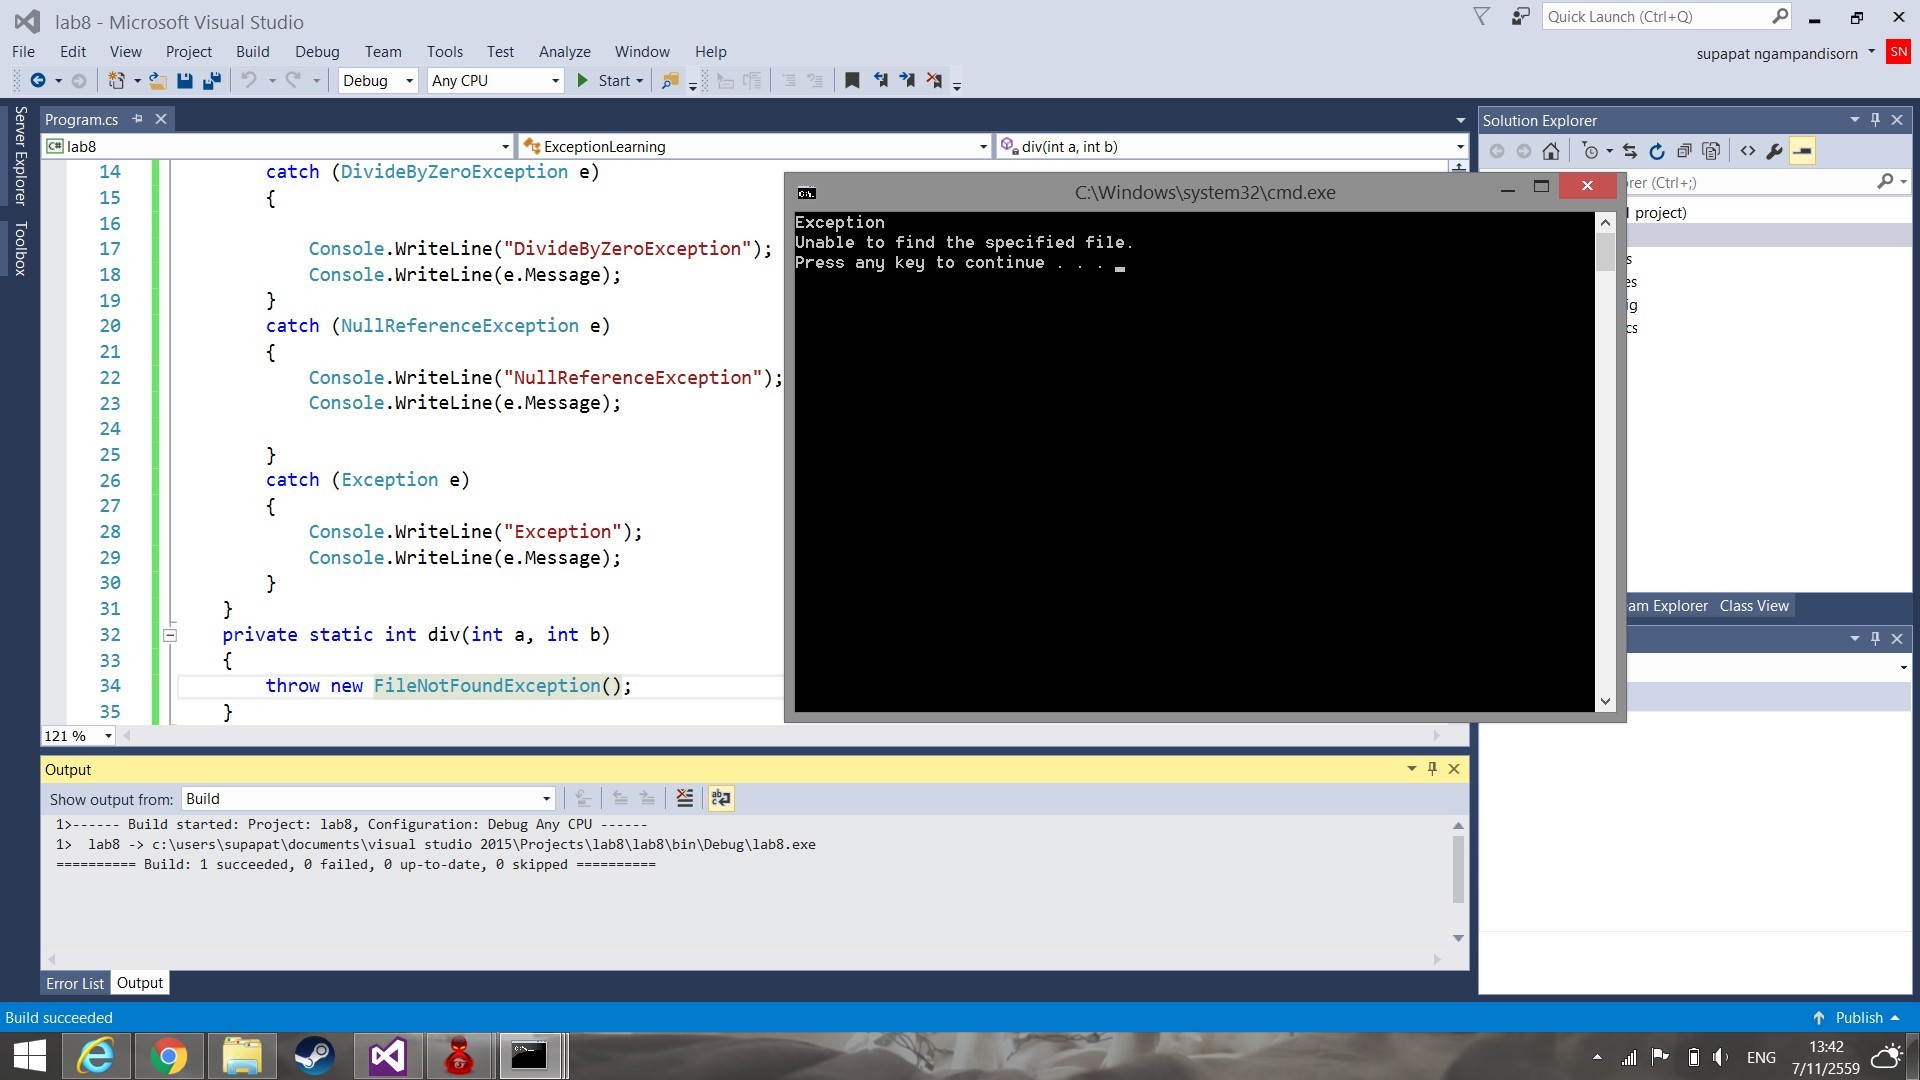 lab8 - Microsoft Visual Studio
Quick Launch (Ctrl+Q)
File Edit View Project Build Debug Team Tools Test Analyze Window Help
supapat ngampandisorn SN
Debug Any CPU Start
Server Explorer
Toolbox
Program.cs
C# lab8 ExceptionLearning div(int a, int b)
14 catch (DivideByZeroException e)
15 {
16
17 Console.WriteLine("DivideByZeroException");
18 Console.WriteLine(e.Message);
19 }
20 catch (NullReferenceException e)
21 {
22 Console.WriteLine("NullReferenceException");
23 Console.WriteLine(e.Message);
24
25 }
26 catch (Exception e)
27 {
28 Console.WriteLine("Exception");
29 Console.WriteLine(e.Message);
30 }
31 }
32 private static int div(int a, int b)
33 {
34 throw new FileNotFoundException();
35 }
121 %
C:\Windows\system32\cmd.exe
Exception
Unable to find the specified file.
Press any key to continue . . .
Solution Explorer
rer (Ctrl+;)
project)
s
es
ig
cs
am Explorer Class View
Output
Show output from: Build
1>------ Build started: Project: lab8, Configuration: Debug Any CPU ------
1> lab8 -> c:\users\supapat\documents\visual studio 2015\Projects\lab8\lab8\bin\Debug\lab8.exe
========== Build: 1 succeeded, 0 failed, 0 up-to-date, 0 skipped ==========
Error List Output
Build succeeded
Publish
ENG
13:42
7/11/2559